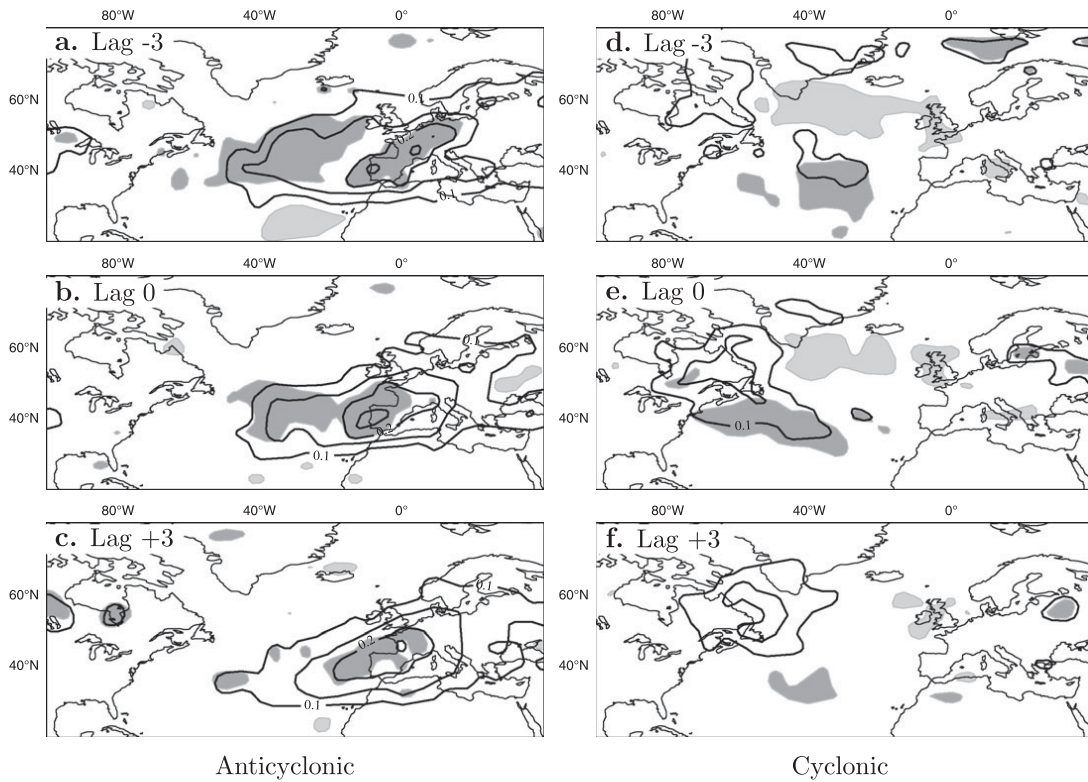 80°W 40°W 0° 80°W 40°W 0°
a. Lag -3 d. Lag -3
60°N 0.1 60°N
0.2
40°N 0.1 40°N
80°W 40°W 0° 80°W 40°W 0°
b. Lag 0 e. Lag 0
60°N 0.1 60°N
40°N 0.2 40°N 0.1
0.1
80°W 40°W 0° 80°W 40°W 0°
c. Lag +3 f. Lag +3
60°N 0.1 60°N
0.2
40°N 40°N
0.1
Anticyclonic Cyclonic